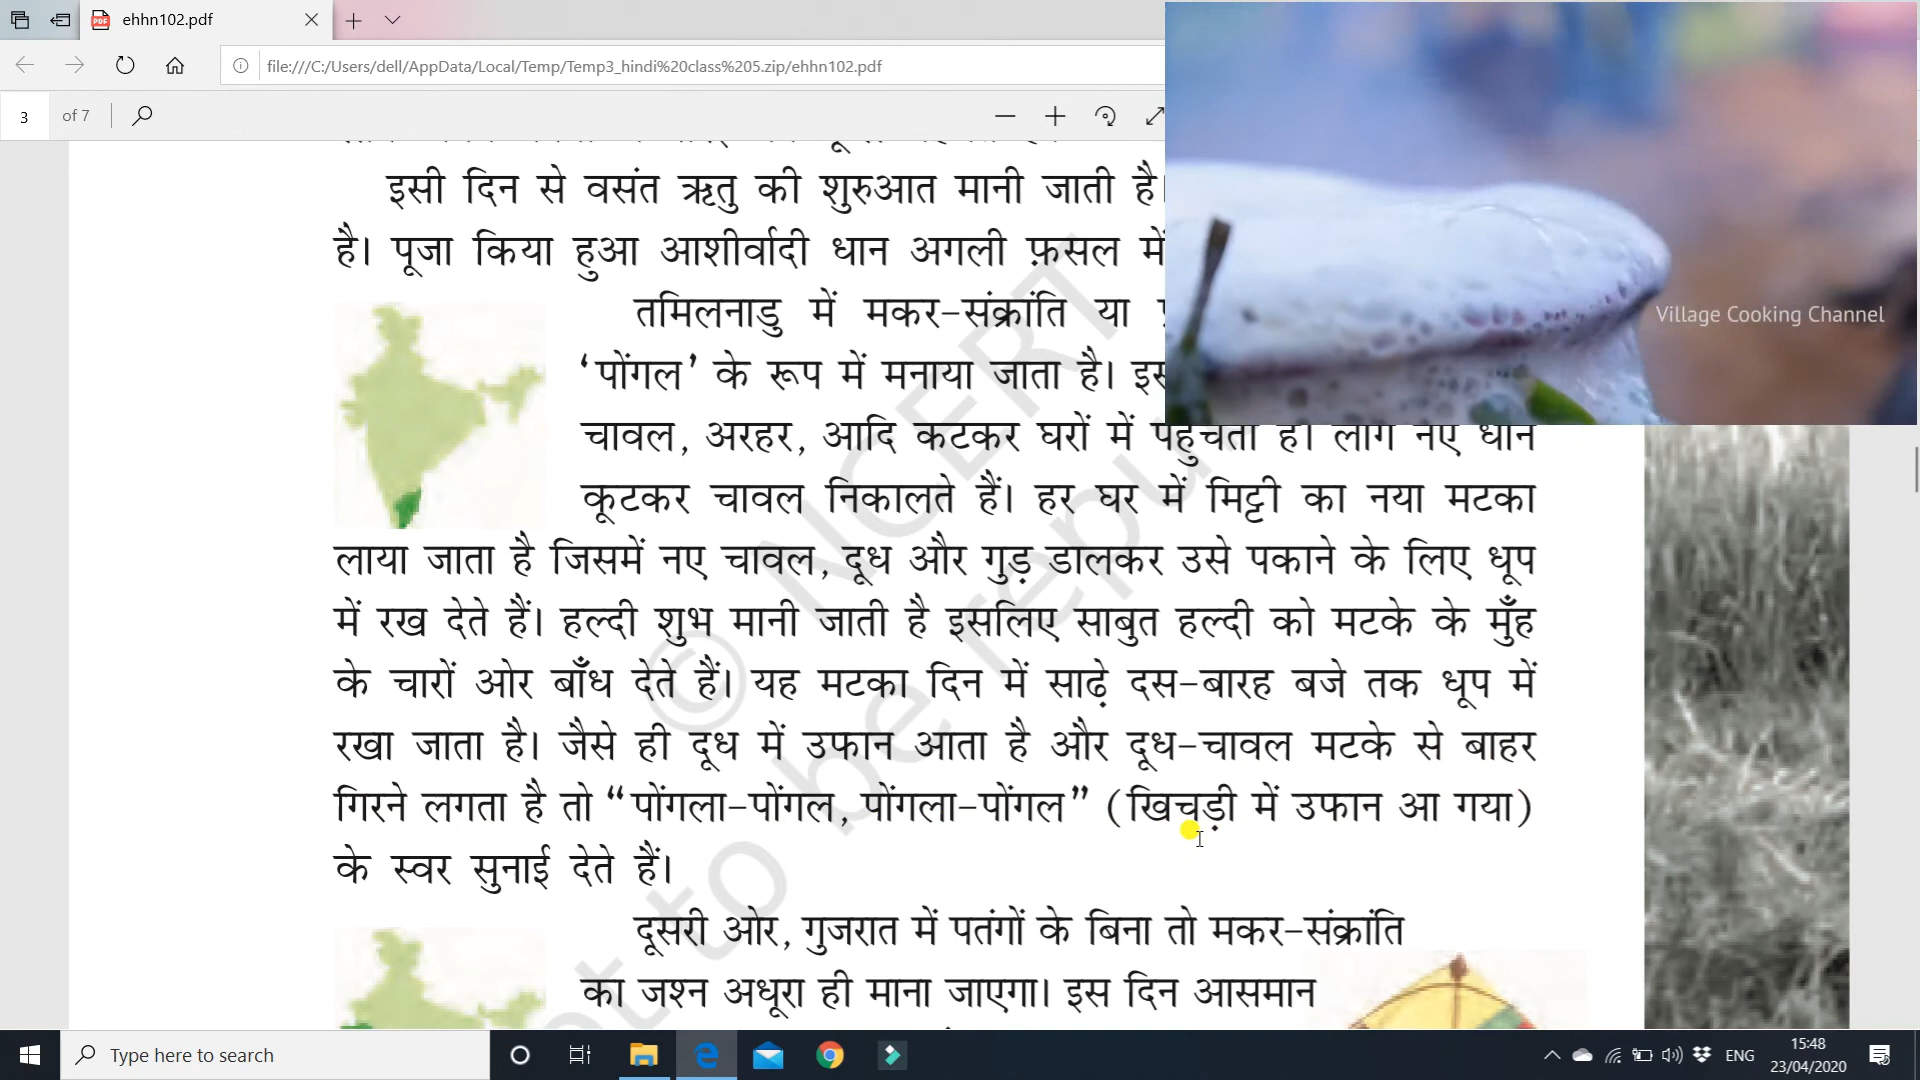 ehhn102.pdf
file:///C:/Users/dell/AppData/Local/Temp/Temp3_hindi%20class%205.zip/ehhn102.pdf
3 of 7
इसी दिन से वसंत ऋतु की शुरुआत मानी जाती है।
है। पूजा किया हुआ आशीर्वादी धान अगली फ़सल में
तमिलनाडु में मकर-संक्रांति या
‘पोंगल’ के रूप में मनाया जाता है।
चावल, अरहर, आदि कटकर घरों में पहुँचती हैं। लोग नए धान
कूटकर चावल निकालते हैं। हर घर में मिट्टी का नया मटका
लाया जाता है जिसमें नए चावल, दूध और गुड़ डालकर उसे पकाने के लिए धूप
में रख देते हैं। हल्दी शुभ मानी जाती है इसलिए साबुत हल्दी को मटके के मुँह
के चारों ओर बाँध देते हैं। यह मटका दिन में साढ़े दस-बारह बजे तक धूप में
रखा जाता है। जैसे ही दूध में उफान आता है और दूध-चावल मटके से बाहर
गिरने लगता है तो “पोंगला-पोंगल, पोंगला-पोंगल” (खिचड़ी में उफान आ गया)
के स्वर सुनाई देते हैं।
दूसरी ओर, गुजरात में पतंगों के बिना तो मकर-संक्रांति
का जश्न अधूरा ही माना जाएगा। इस दिन आसमान
© NCERT
not to be repu
Village Cooking Channel
Type here to search
ENG
15:48
23/04/2020